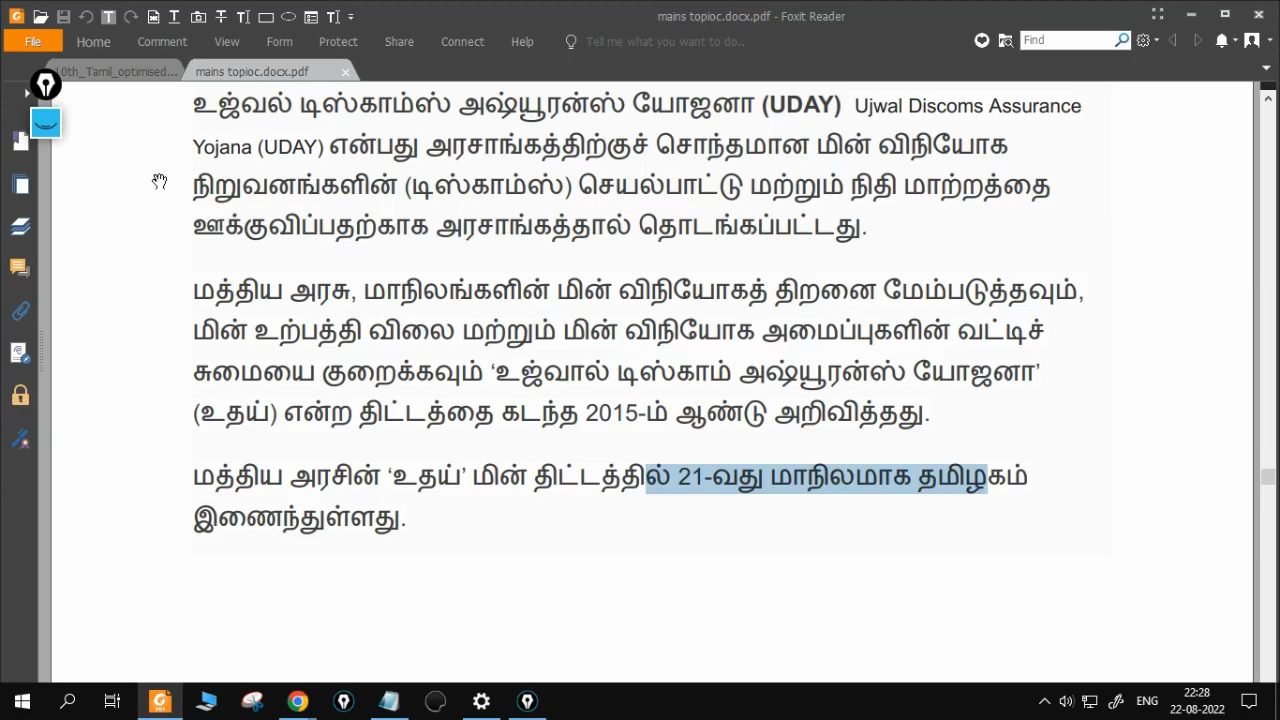 mains topioc.docx.pdf - Foxit Reader
File Home Comment View Form Protect Share Connect Help Tell me what you want to do.. Find
10th_Tamil_optimised... mains topioc.docx.pdf
உஜ்வல் டிஸ்காம்ஸ் அஷ்யூரன்ஸ் யோஜனா (UDAY) Ujwal Discoms Assurance
Yojana (UDAY) என்பது அரசாங்கத்திற்குச் சொந்தமான மின் விநியோக
நிறுவனங்களின் (டிஸ்காம்ஸ்) செயல்பாட்டு மற்றும் நிதி மாற்றத்தை
ஊக்குவிப்பதற்காக அரசாங்கத்தால் தொடங்கப்பட்டது.
மத்திய அரசு, மாநிலங்களின் மின் விநியோகத் திறனை மேம்படுத்தவும்,
மின் உற்பத்தி விலை மற்றும் மின் விநியோக அமைப்புகளின் வட்டிச்
சுமையை குறைக்கவும் ‘உஜ்வால் டிஸ்காம் அஷ்யூரன்ஸ் யோஜனா’
(உதய்) என்ற திட்டத்தை கடந்த 2015-ம் ஆண்டு அறிவித்தது.
மத்திய அரசின் ‘உதய்’ மின் திட்டத்தில் 21-வது மாநிலமாக தமிழகம்
இணைந்துள்ளது.
ENG
22:28
22-08-2022